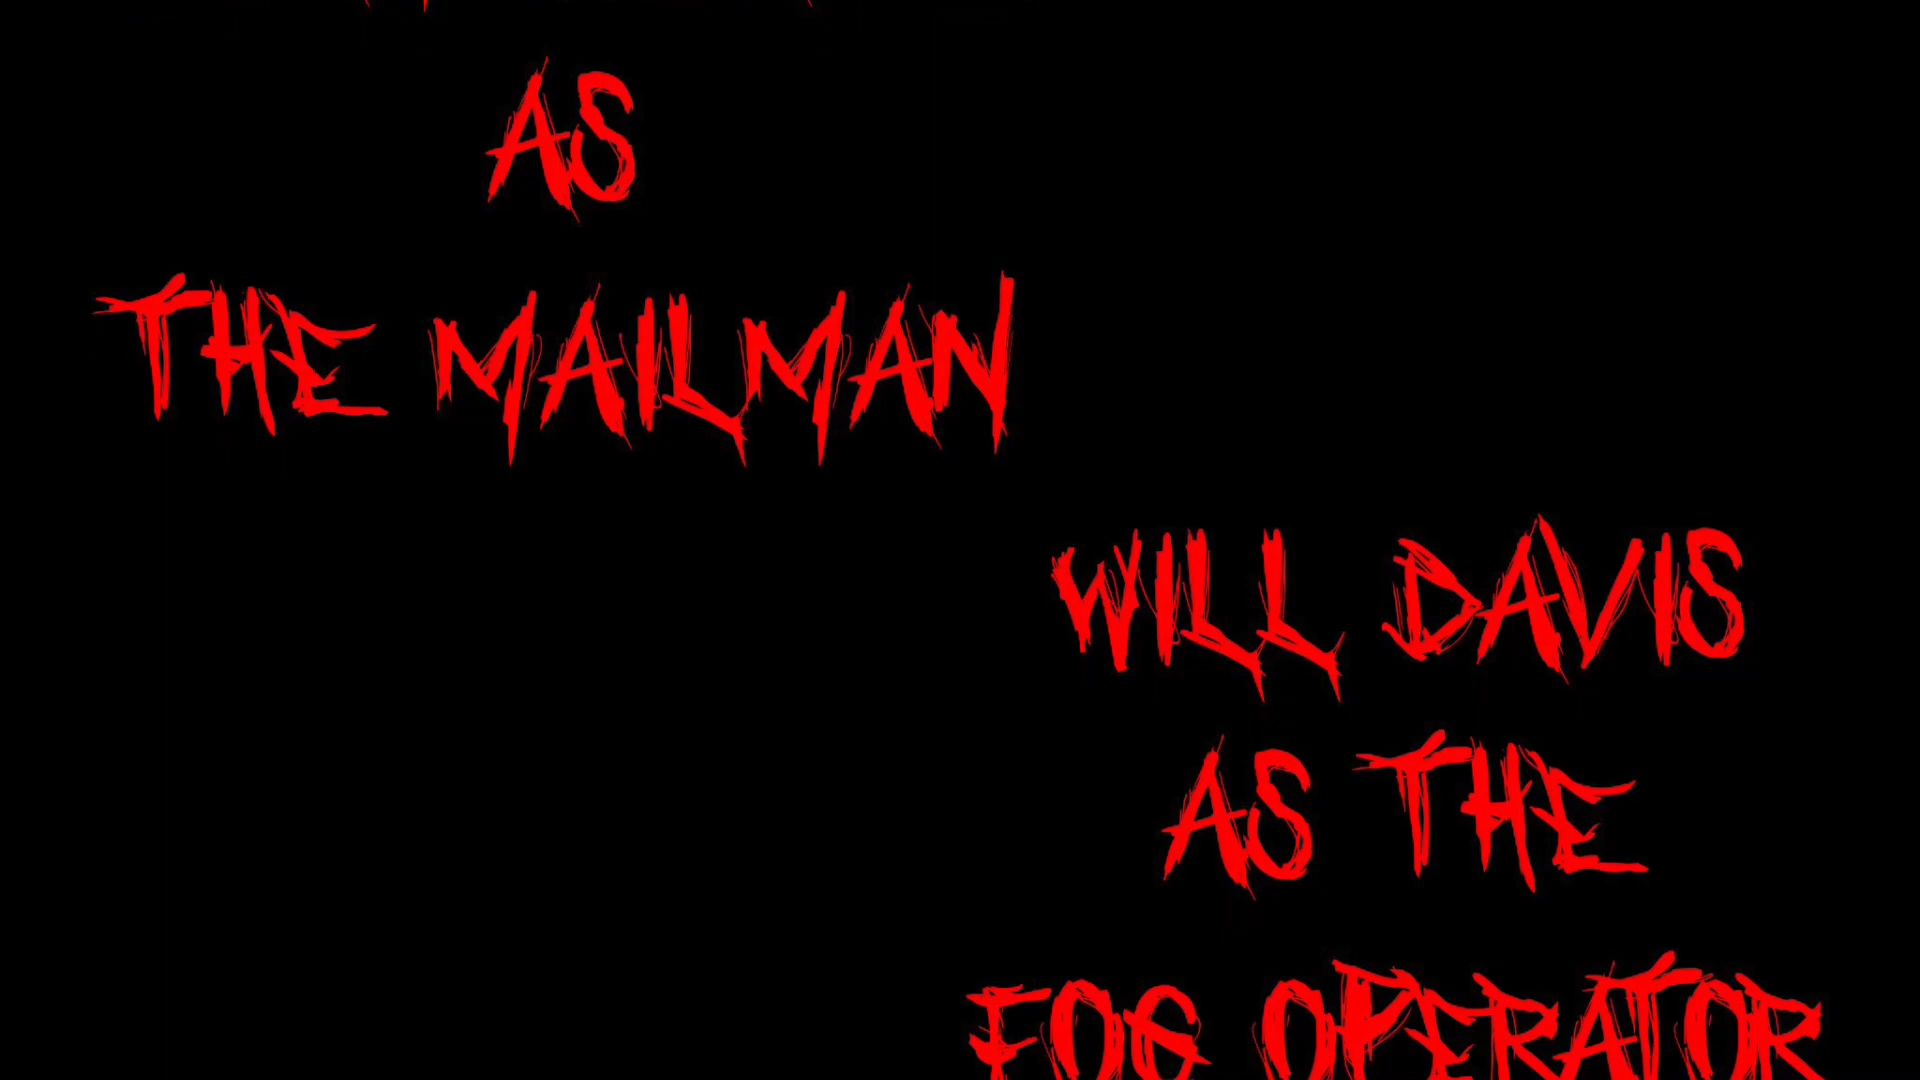 AS
THE MAILMAN
WILL DAVIS
AS THE
FOG OPERATOR